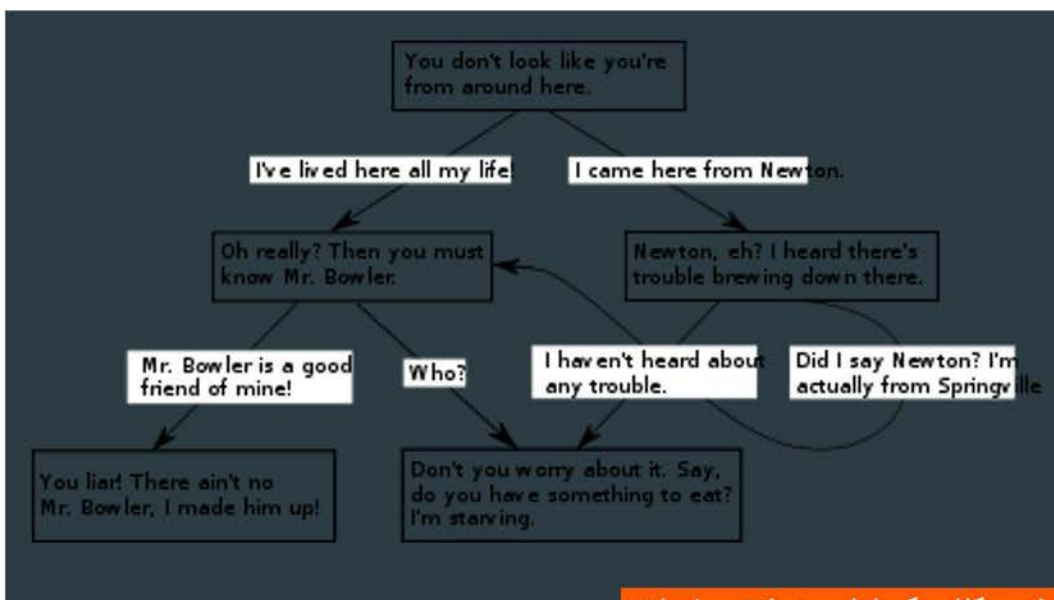 You don't look like you're
from around here.
I've lived here all my life!
I came here from Newton.
Oh really? Then you must
know Mr. Bowler.
Newton, eh? I heard there's
trouble brewing down there.
Mr. Bowler is a good
friend of mine!
Who?
I haven't heard about
any trouble.
Did I say Newton? I'm
actually from Springville
You liar! There ain't no
Mr. Bowler, I made him up!
Don't you worry about it. Say,
do you have something to eat?
I'm starving.